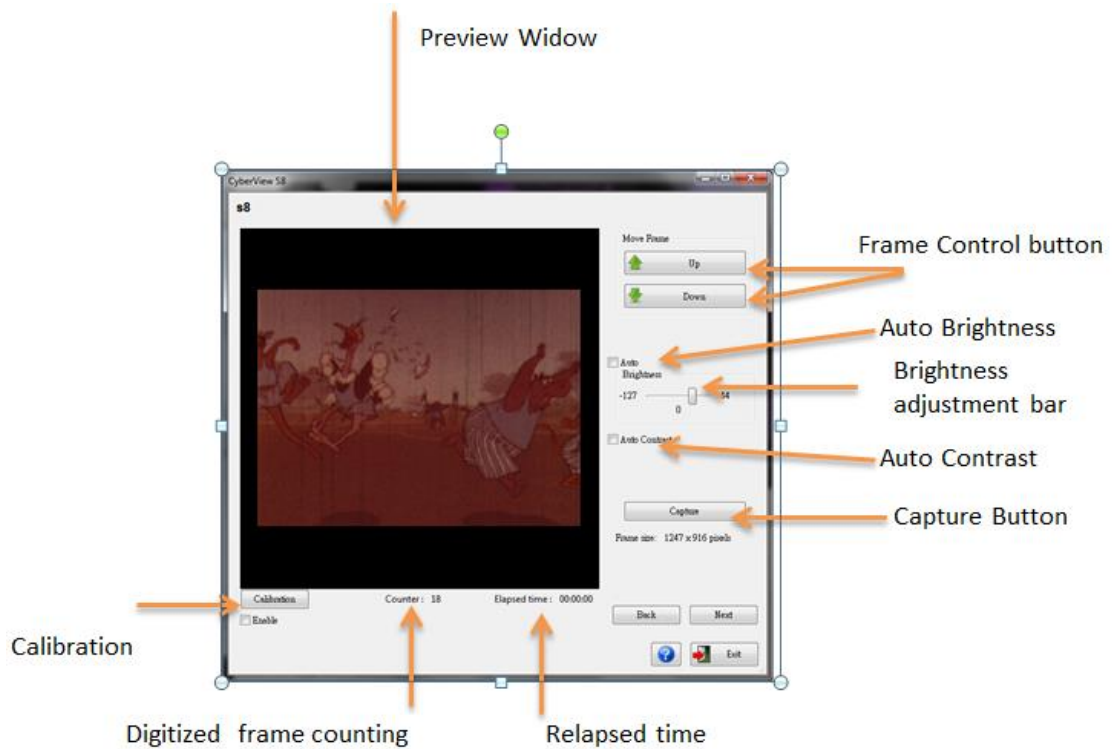 Preview Widow
CyberView S8
s8
Move Frame
Up
Frame Control button
Down
Auto Brightness
Auto
Brightness
Brightness
adjustment bar
-127
0
Auto Contrast
Auto Contrast
Capture
Capture Button
Frame size: 1247 x 916 pixels
Calibration
Counter : 18
Elapsed time : 00:00:00
Enable
Back
Next
Calibration
Exit
Digitized frame counting
Relapsed time